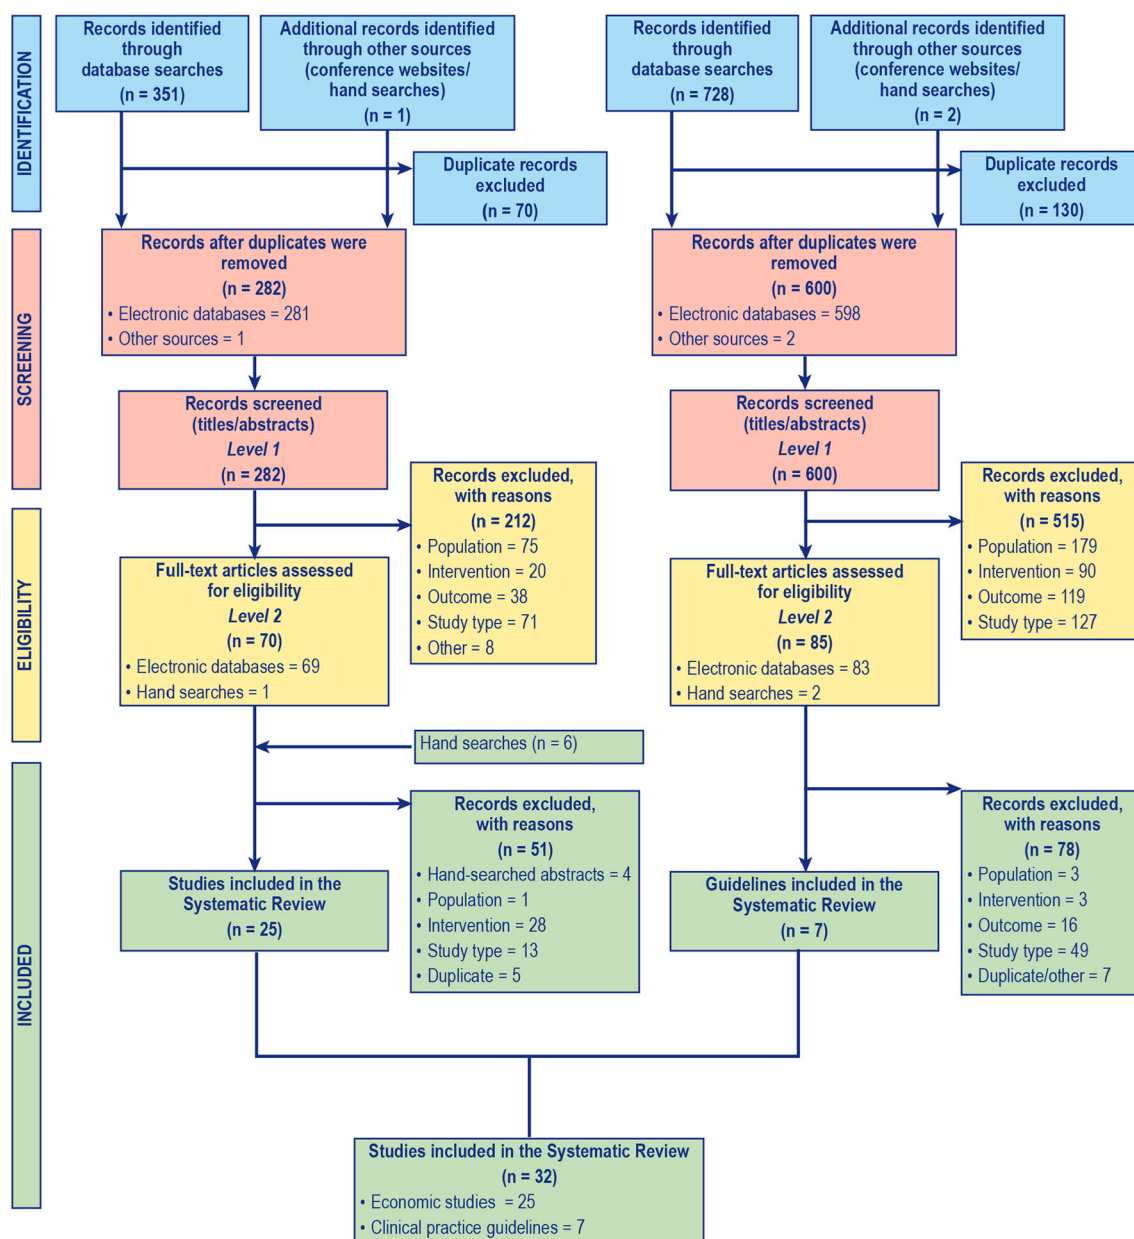 IDENTIFICATION
Records identified
through
database searches
(n = 351)
Additional records identified
through other sources
(conference websites/
hand searches)
(n = 1)
Duplicate records
excluded
(n = 70)
Records identified
through
database searches
(n = 728)
Additional records identified
through other sources
(conference websites/
hand searches)
(n = 2)
Duplicate records
excluded
(n = 130)
SCREENING
Records after duplicates were
removed
(n = 282)
• Electronic databases = 281
• Other sources = 1
Records screened
(titles/abstracts)
Level 1
(n = 282)
Records after duplicates were
removed
(n = 600)
• Electronic databases = 598
• Other sources = 2
Records screened
(titles/abstracts)
Level 1
(n = 600)
ELIGIBILITY
Records excluded,
with reasons
(n = 212)
• Population = 75
• Intervention = 20
• Outcome = 38
• Study type = 71
• Other = 8
Full-text articles assessed
for eligibility
Level 2
(n = 70)
• Electronic databases = 69
• Hand searches = 1
Records excluded,
with reasons
(n = 515)
• Population = 179
• Intervention = 90
• Outcome = 119
• Study type = 127
Full-text articles assessed
for eligibility
Level 2
(n = 85)
• Electronic databases = 83
• Hand searches = 2
Hand searches (n = 6)
INCLUDED
Records excluded,
with reasons
(n = 51)
• Hand-searched abstracts = 4
• Population = 1
• Intervention = 28
• Study type = 13
• Duplicate = 5
Studies included in the
Systematic Review
(n = 25)
Records excluded,
with reasons
(n = 78)
• Population = 3
• Intervention = 3
• Outcome = 16
• Study type = 49
• Duplicate/other = 7
Guidelines included in the
Systematic Review
(n = 7)
Studies included in the Systematic Review
(n = 32)
• Economic studies = 25
• Clinical practice guidelines = 7